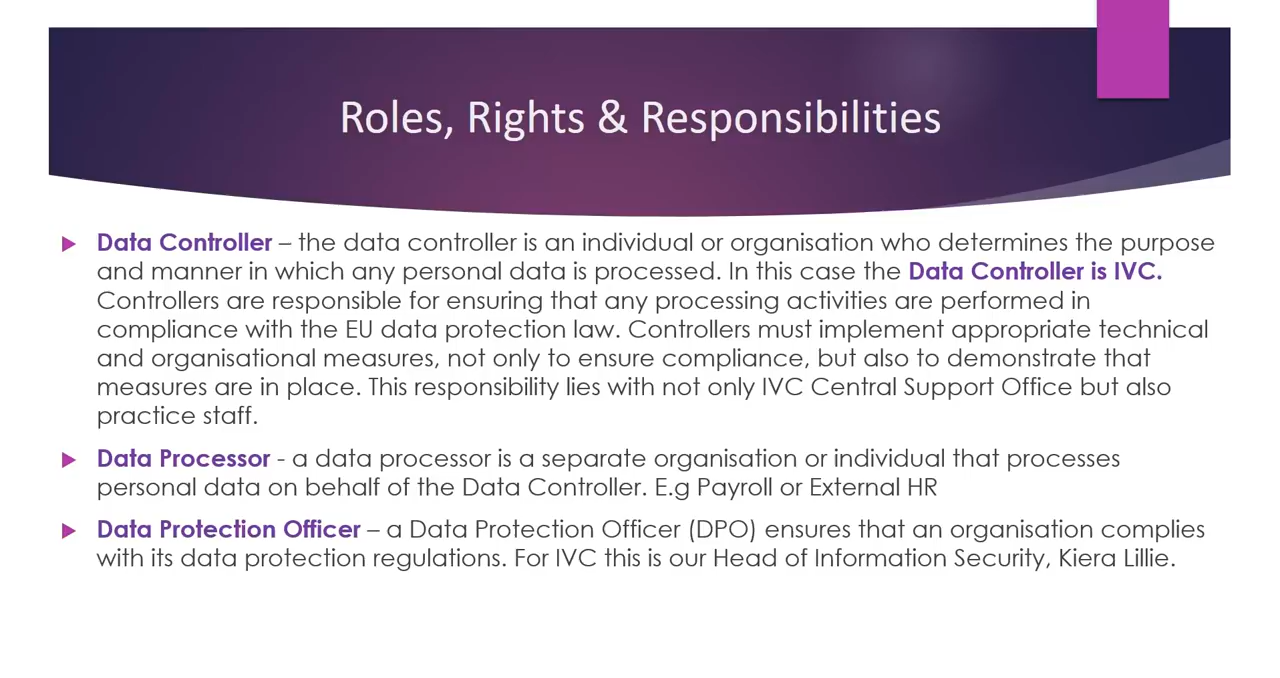 Roles, Rights & Responsibilities
Data Controller – the data controller is an individual or organisation who determines the purpose
and manner in which any personal data is processed. In this case the Data Controller is IVC.
Controllers are responsible for ensuring that any processing activities are performed in
compliance with the EU data protection law. Controllers must implement appropriate technical
and organisational measures, not only to ensure compliance, but also to demonstrate that
measures are in place. This responsibility lies with not only IVC Central Support Office but also
practice staff.
Data Processor - a data processor is a separate organisation or individual that processes
personal data on behalf of the Data Controller. E.g Payroll or External HR
Data Protection Officer – a Data Protection Officer (DPO) ensures that an organisation complies
with its data protection regulations. For IVC this is our Head of Information Security, Kiera Lillie.